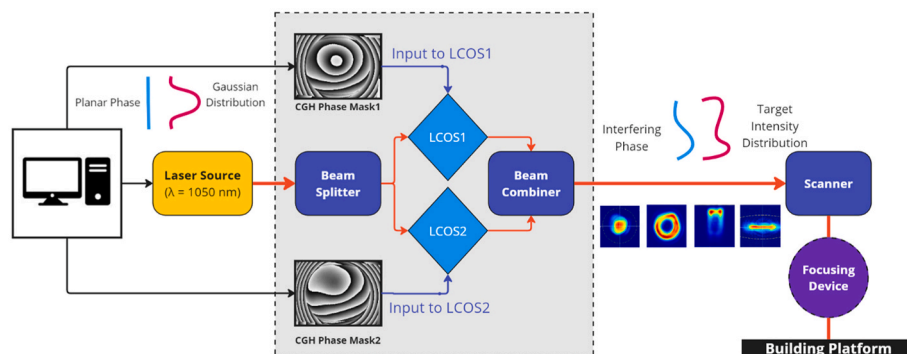 Input to LCOS1
Planar Phase
Gaussian
Distribution
CGH Phase Mask1
LCOS1
Interfering
Phase
Target
Intensity
Distribution
Laser Source
(λ = 1050 nm)
Beam
Splitter
Beam
Combiner
Scanner
LCOS2
Focusing
Device
Input to LCOS2
CGH Phase Mask2
Building Platform